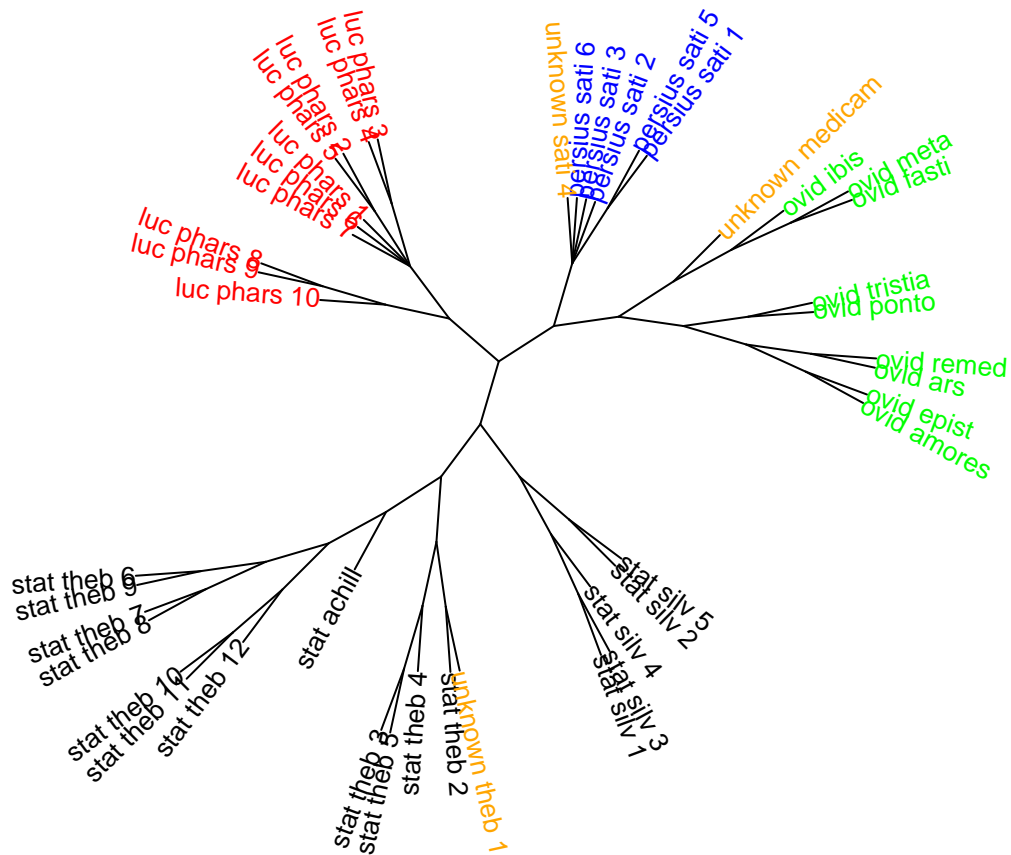 luc phars 3
luc phars 4
luc phars 2
luc phars 5
luc phars 1
luc phars 6
luc phars 7
luc phars 8
luc phars 9
luc phars 10
unknown sati 4
persius sati 6
persius sati 3
persius sati 2
persius sati 5
persius sati 1
unknown medicam
ovid ibis
ovid meta
ovid fasti
ovid tristia
ovid ponto
ovid remed
ovid ars
ovid epist
ovid amores
stat silv 5
stat silv 2
stat silv 4
stat silv 3
stat silv 1
unknown theb 1
stat theb 2
stat theb 4
stat theb 5
stat theb 3
stat achill
stat theb 12
stat theb 11
stat theb 10
stat theb 8
stat theb 7
stat theb 9
stat theb 6